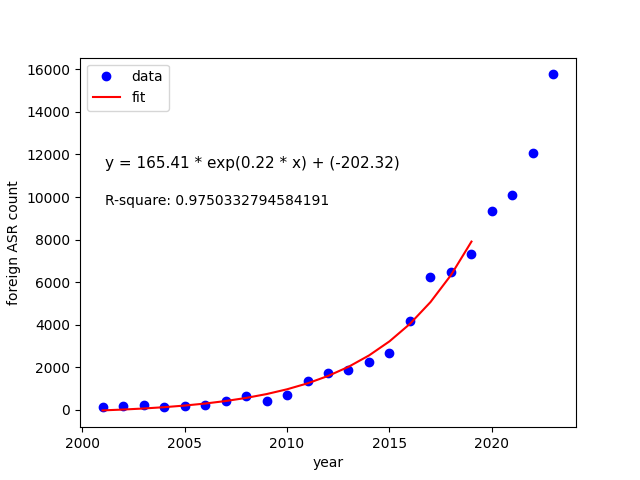 data
fit
y = 165.41 * exp(0.22 * x) + (-202.32)
R-square: 0.9750332794584191
16000
14000
12000
10000
8000
6000
4000
2000
0
foreign ASR count
2000 2005 2010 2015 2020
year